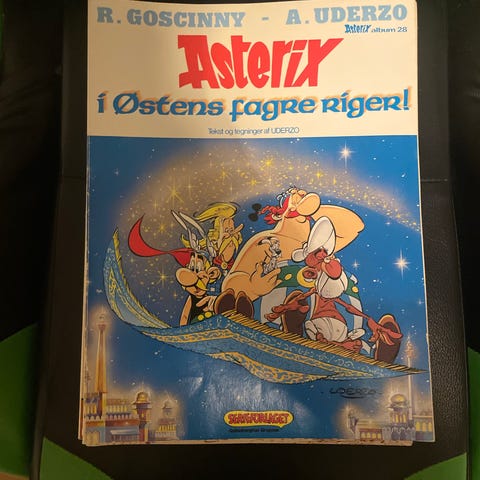 R. GOSCINNY - A. UDERZO
Asterix album 28
Asterix
i Østens fagre riger!
Tekst og tegninger af UDERZO
UDERZO
SERIEFORLAGET